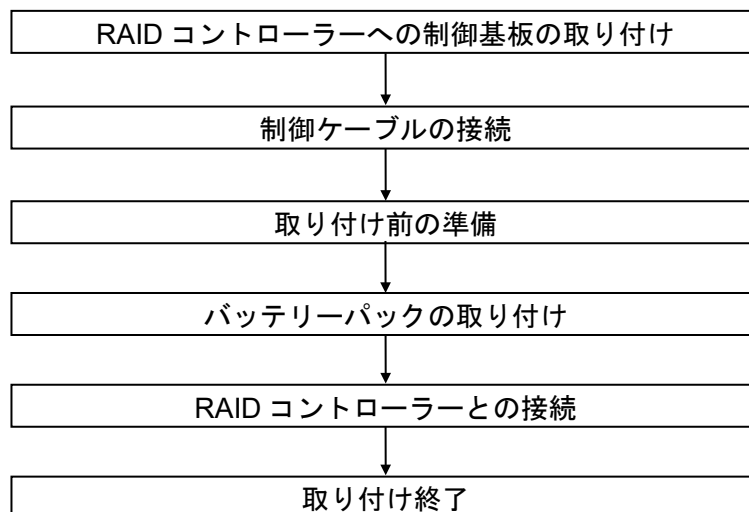 RAID コントローラーへの制御基板の取り付け
制御ケーブルの接続
取り付け前の準備
バッテリーパックの取り付け
RAID コントローラーとの接続
取り付け終了